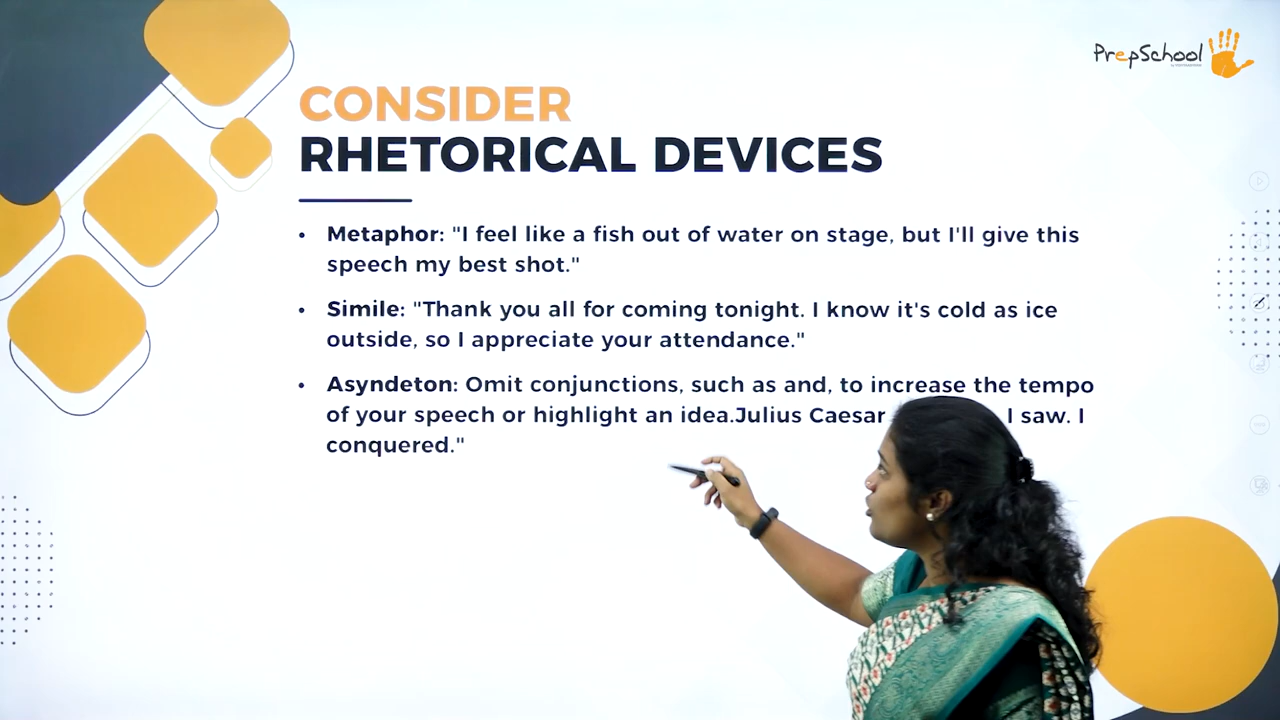 PrepSchool
CONSIDER
RHETORICAL DEVICES
• Metaphor: "I feel like a fish out of water on stage, but I'll give this
speech my best shot."
• Simile: "Thank you all for coming tonight. I know it's cold as ice
outside, so I appreciate your attendance."
• Asyndeton: Omit conjunctions, such as and, to increase the tempo
of your speech or highlight an idea.Julius Caesar I saw. I
conquered."